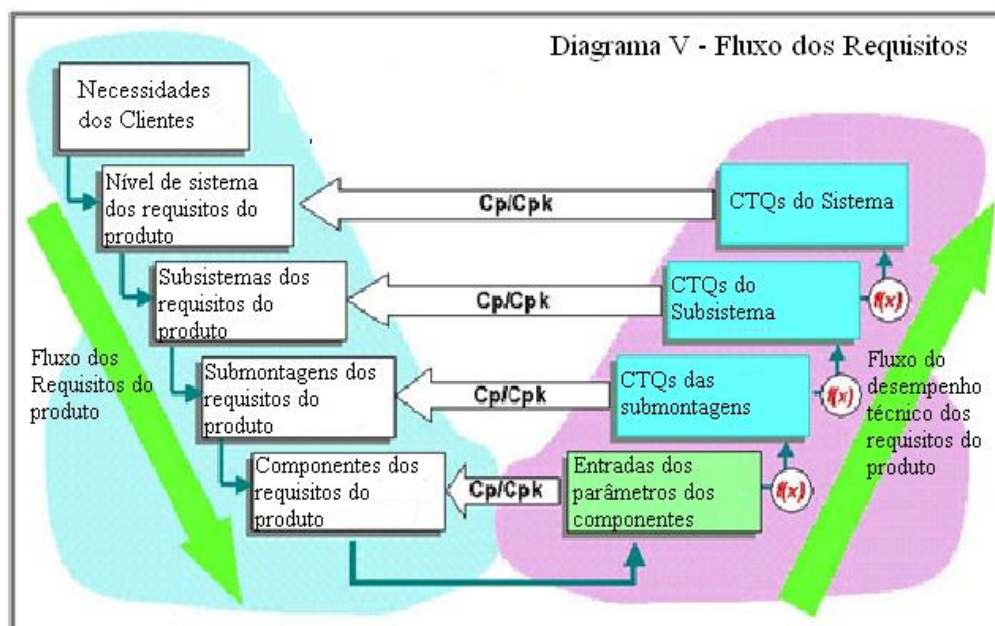 Diagrama V - Fluxo dos Requisitos
Necessidades
dos Clientes
Nível de sistema
dos requisitos do
produto
Cp/Cpk
CTQs do Sistema
Subsistemas dos
requisitos do
produto
Cp/Cpk
CTQs do
Subsistema
f(x)
Fluxo dos
Requisitos do
produto
Submontagens dos
requisitos do
produto
Cp/Cpk
CTQs das
submontagens
f(x)
Fluxo do
desempenho
técnico dos
requisitos do
produto
Componentes dos
requisitos do
produto
Cp/Cpk
Entradas dos
parâmetros dos
componentes
f(x)